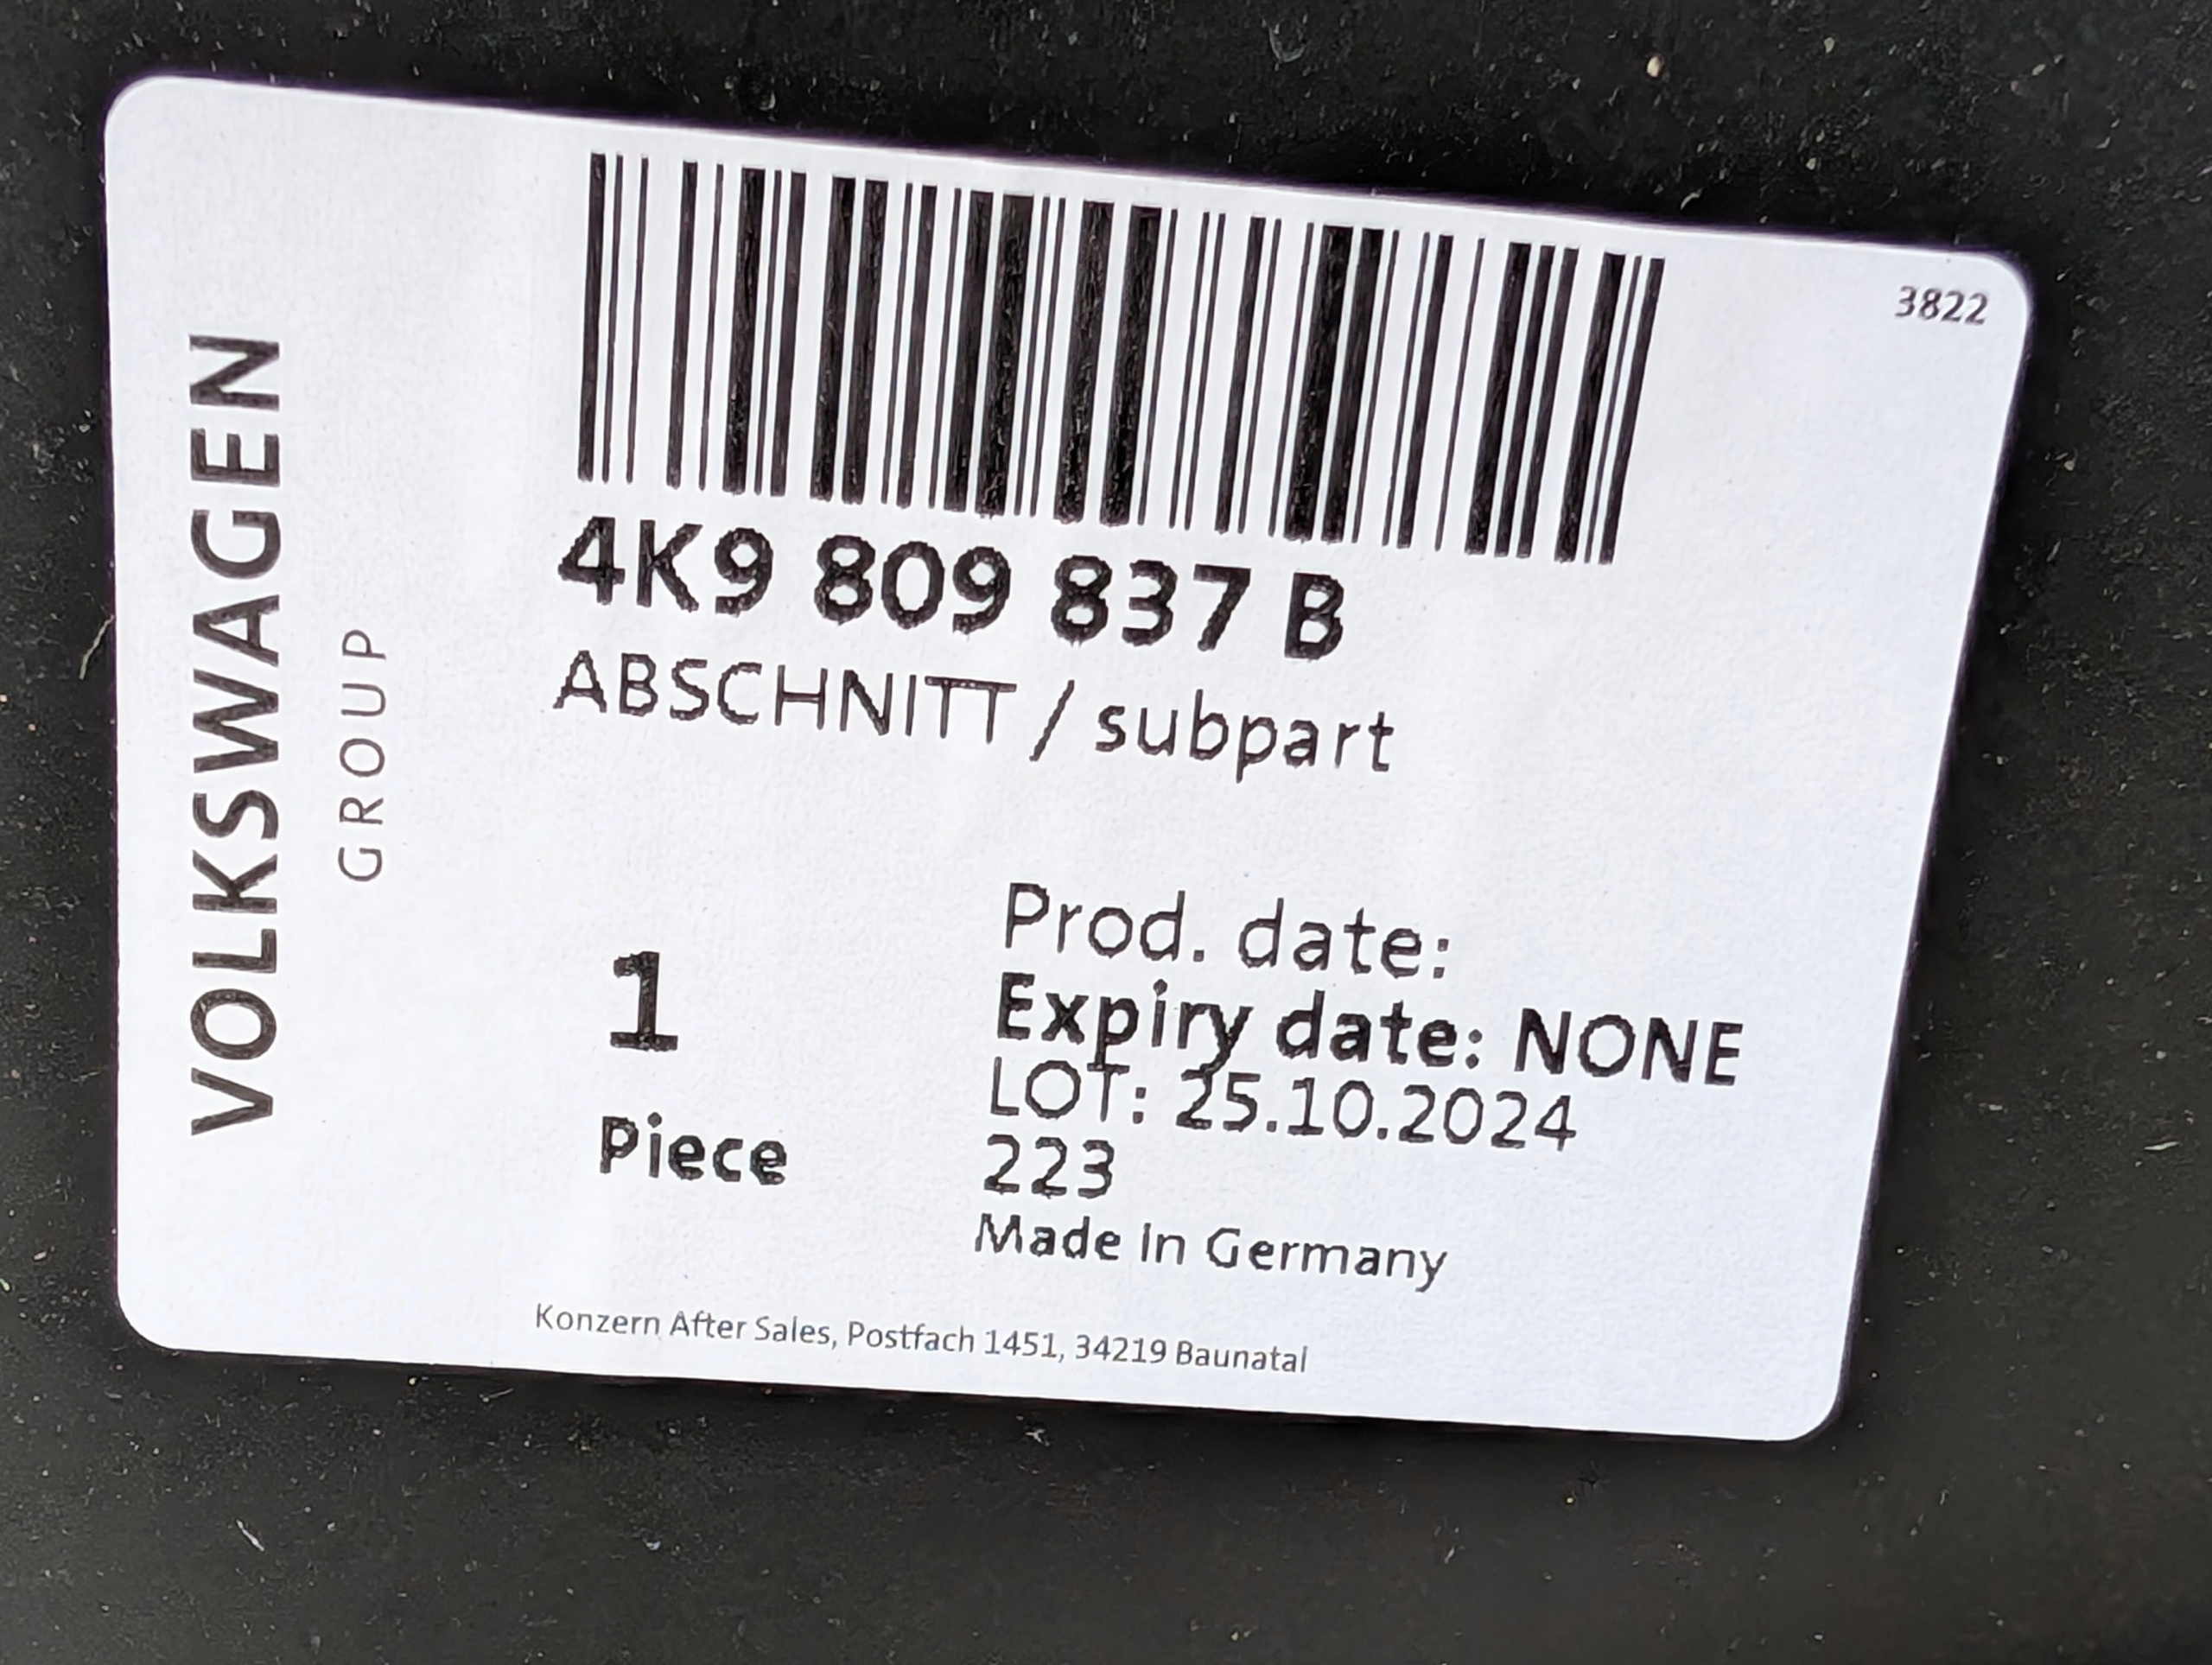 3822
VOLKSWAGEN
GROUP
4K9 809 837 B
ABSCHNITT / subpart
1
Piece
Prod. date:
Expiry date: NONE
LOT: 25.10.2024
223
Made In Germany
Konzern After Sales, Postfach 1451, 34219 Baunatal